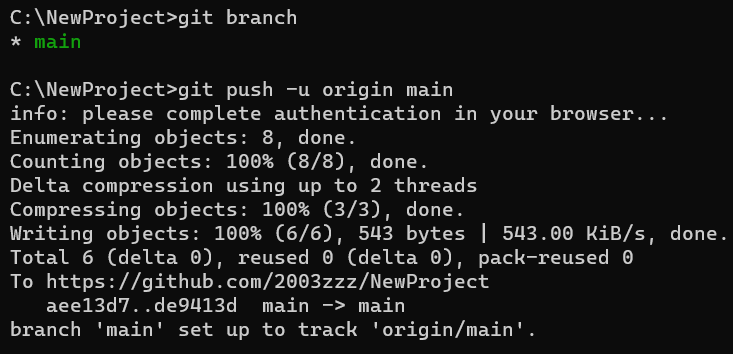 C:\NewProject>git branch
* main
C:\NewProject>git push -u origin main
info: please complete authentication in your browser...
Enumerating objects: 8, done.
Counting objects: 100% (8/8), done.
Delta compression using up to 2 threads
Compressing objects: 100% (3/3), done.
Writing objects: 100% (6/6), 543 bytes | 543.00 KiB/s, done.
Total 6 (delta 0), reused 0 (delta 0), pack-reused 0
To https://github.com/2003zzz/NewProject
   aee13d7..de9413d  main -> main
branch 'main' set up to track 'origin/main'.